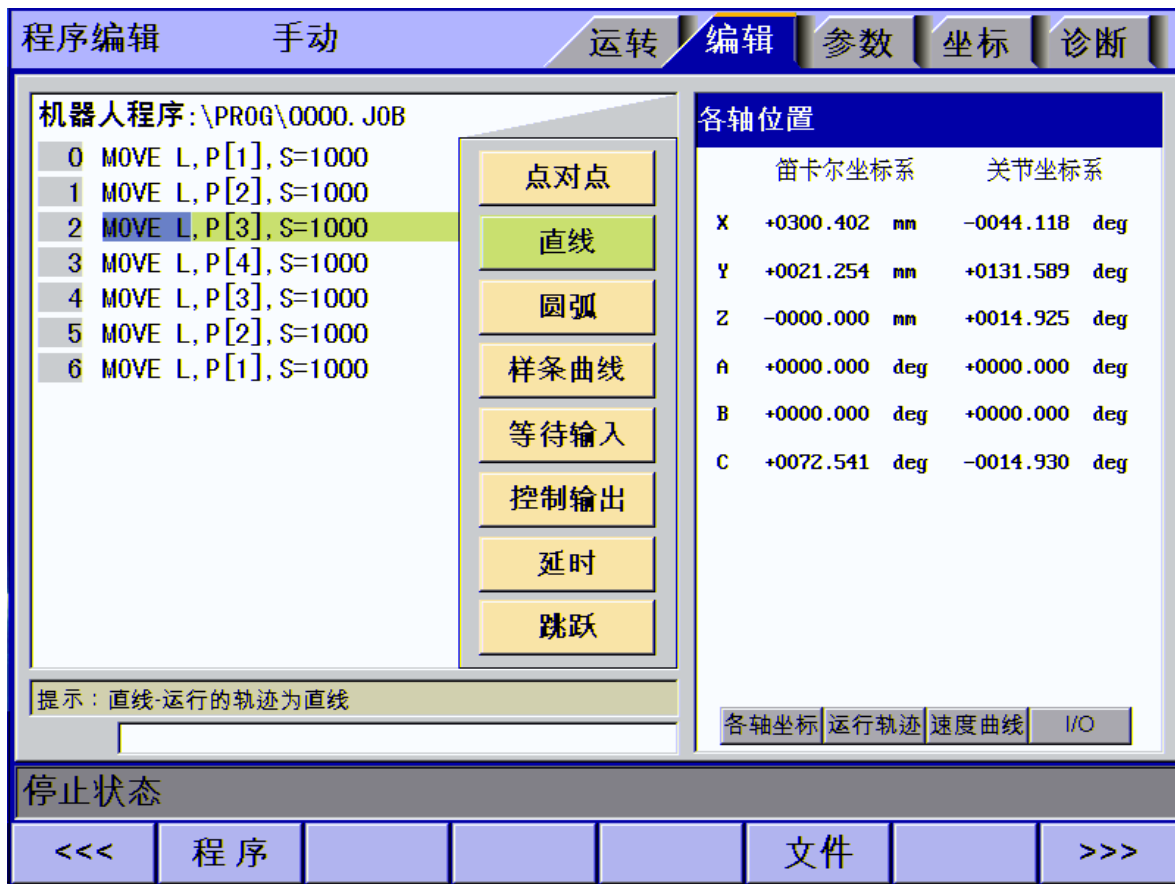 程序编辑 手动 运转 编辑 参数 坐标 诊断
机器人程序:\PROG\0000.JOB
0 MOVE L,P[1],S=1000
1 MOVE L,P[2],S=1000
2 MOVE L,P[3],S=1000
3 MOVE L,P[4],S=1000
4 MOVE L,P[3],S=1000
5 MOVE L,P[2],S=1000
6 MOVE L,P[1],S=1000
点对点
直线
圆弧
样条曲线
等待输入
控制输出
延时
跳跃
提示：直线-运行的轨迹为直线
各轴位置
笛卡尔坐标系 关节坐标系
X +0300.402 mm -0044.118 deg
Y +0021.254 mm +0131.589 deg
Z -0000.000 mm +0014.925 deg
A +0000.000 deg +0000.000 deg
B +0000.000 deg +0000.000 deg
C +0072.541 deg -0014.930 deg
各轴坐标 运行轨迹 速度曲线 I/O
停止状态
<<< 程序 文件 >>>